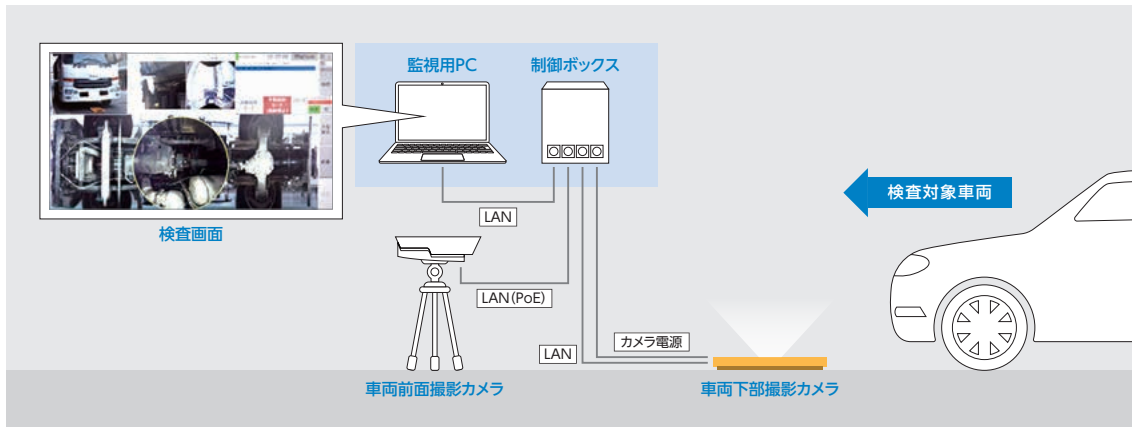 監視用PC
制御ボックス
検査対象車両
LAN
検査画面
LAN(PoE)
カメラ電源
LAN
車両前面撮影カメラ
車両下部撮影カメラ